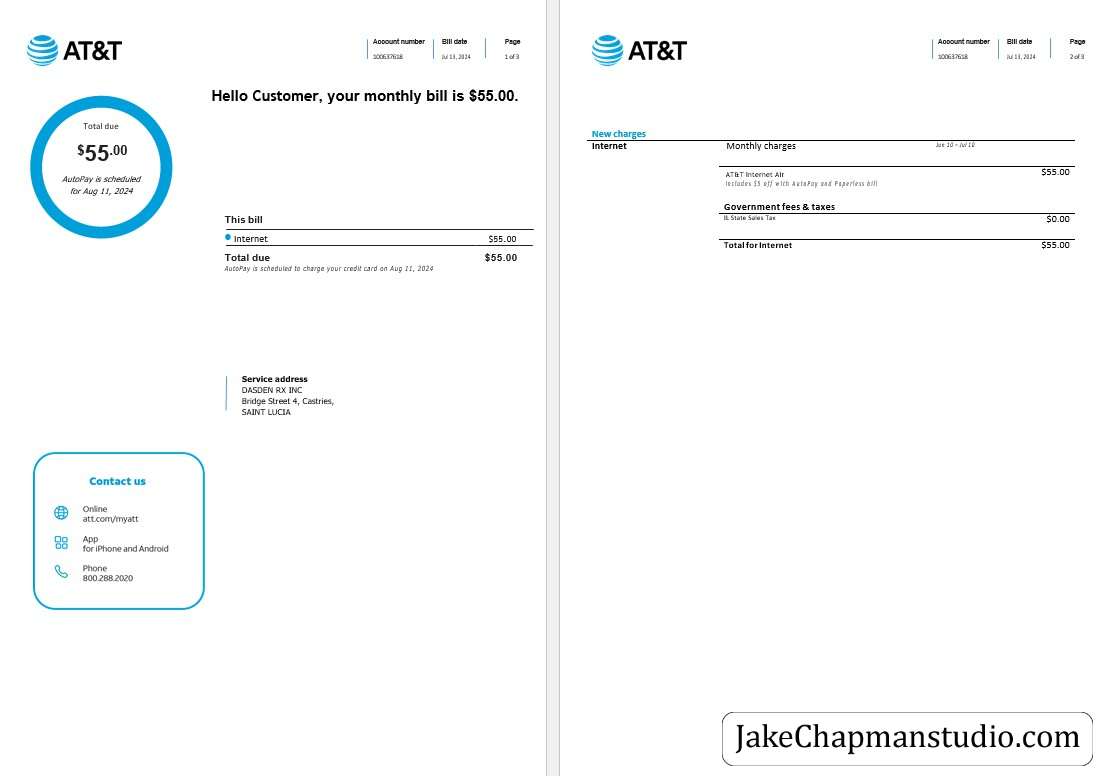 AT&T
Account number Bill date Page
100637618 Jul 13, 2024 1 of 3
Hello Customer, your monthly bill is $55.00.
Total due
$55.00
AutoPay is scheduled
for Aug 11, 2024
This bill
Internet $55.00
Total due $55.00
AutoPay is scheduled to charge your credit card on Aug 11, 2024
Service address
DASDEN RX INC
Bridge Street 4, Castries,
SAINT LUCIA
Contact us
Online
att.com/myatt
App
for iPhone and Android
Phone
800.288.2020
AT&T
Account number Bill date Page
100637618 Jul 13, 2024 2 of 3
New charges
Internet Monthly charges Jun 10 - Jul 10
AT&T Internet Air $55.00
Includes $5 off with AutoPay and Paperless bill
Government fees & taxes
IL State Sales Tax $0.00
Total for Internet $55.00
JakeChapmanstudio.com